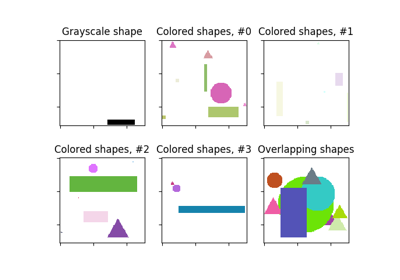 Grayscale shape
Colored shapes, #0
Colored shapes, #1
Colored shapes, #2
Colored shapes, #3
Overlapping shapes